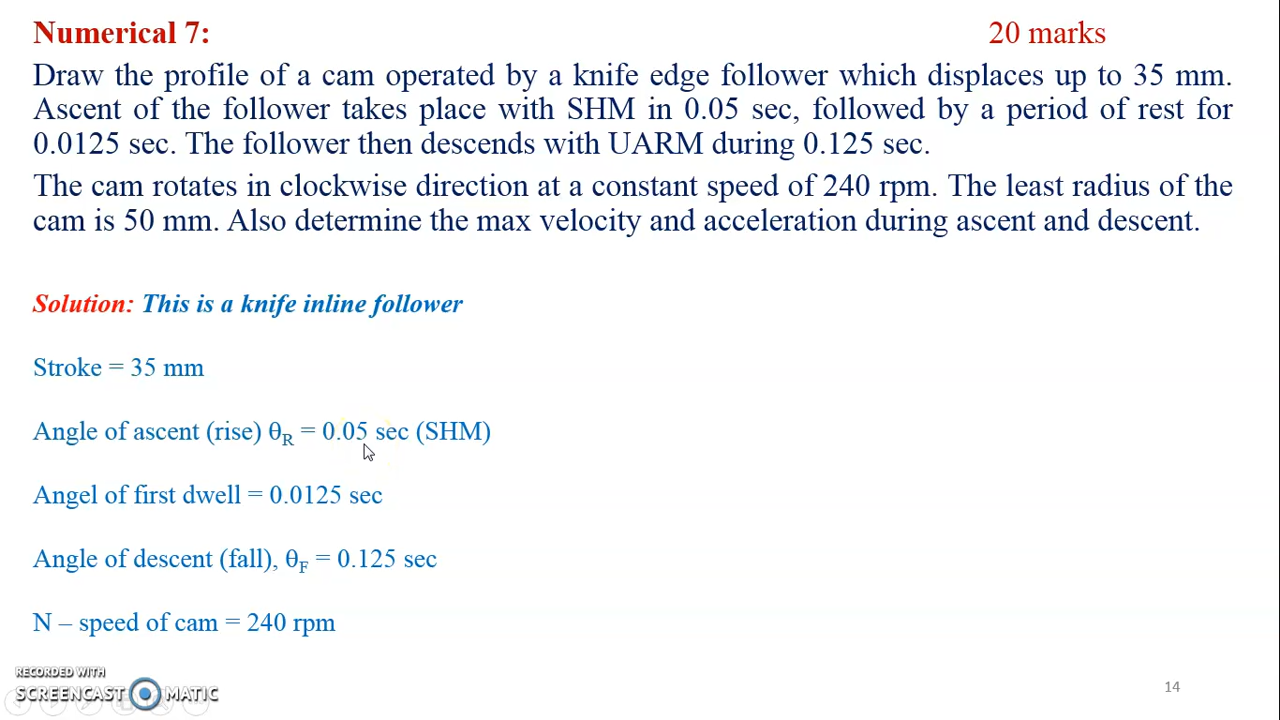 Numerical 7: 20 marks
Draw the profile of a cam operated by a knife edge follower which displaces up to 35 mm.
Ascent of the follower takes place with SHM in 0.05 sec, followed by a period of rest for
0.0125 sec. The follower then descends with UARM during 0.125 sec.
The cam rotates in clockwise direction at a constant speed of 240 rpm. The least radius of the
cam is 50 mm. Also determine the max velocity and acceleration during ascent and descent.
Solution: This is a knife inline follower
Stroke = 35 mm
Angle of ascent (rise) θR = 0.05 sec (SHM)
Angel of first dwell = 0.0125 sec
Angle of descent (fall), θF = 0.125 sec
N – speed of cam = 240 rpm
RECORDED WITH
SCREENCAST MATIC
14